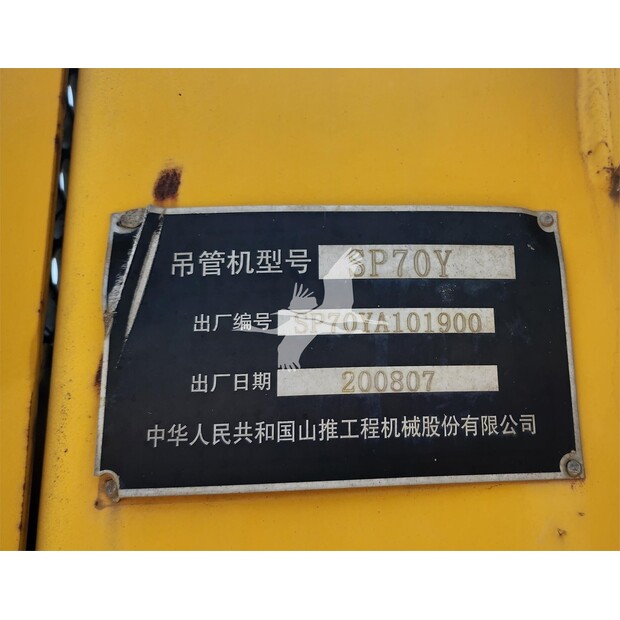 吊管机型号 SP70Y
出厂编号 SP70YA101900
出厂日期 200807
中华人民共和国山推工程机械股份有限公司